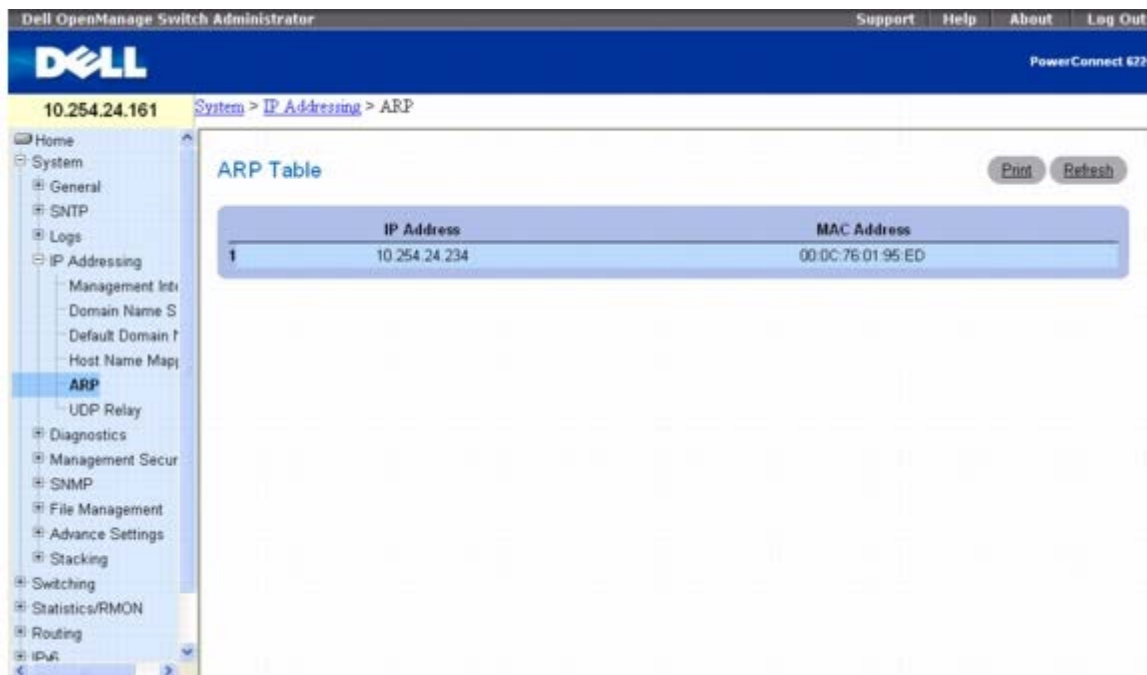 Dell OpenManage Switch Administrator Support Help About Log Out
DELL
PowerConnect 622
10.254.24.161
System > IP Addressing > ARP
Home
System
General
SNTP
Logs
IP Addressing
Management Inte
Domain Name S
Default Domain N
Host Name Mapp
ARP
UDP Relay
Diagnostics
Management Secur
SNMP
File Management
Advance Settings
Stacking
Switching
Statistics/RMON
Routing
IPv6
ARP Table
Print Refresh
IP Address MAC Address
1 10.254.24.234 00:0C:76:01:95:ED